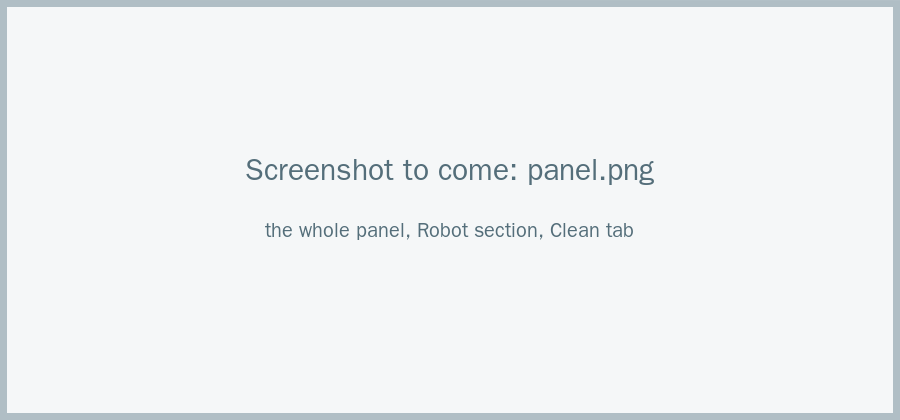 Screenshot to come: panel.png
the whole panel, Robot section, Clean tab